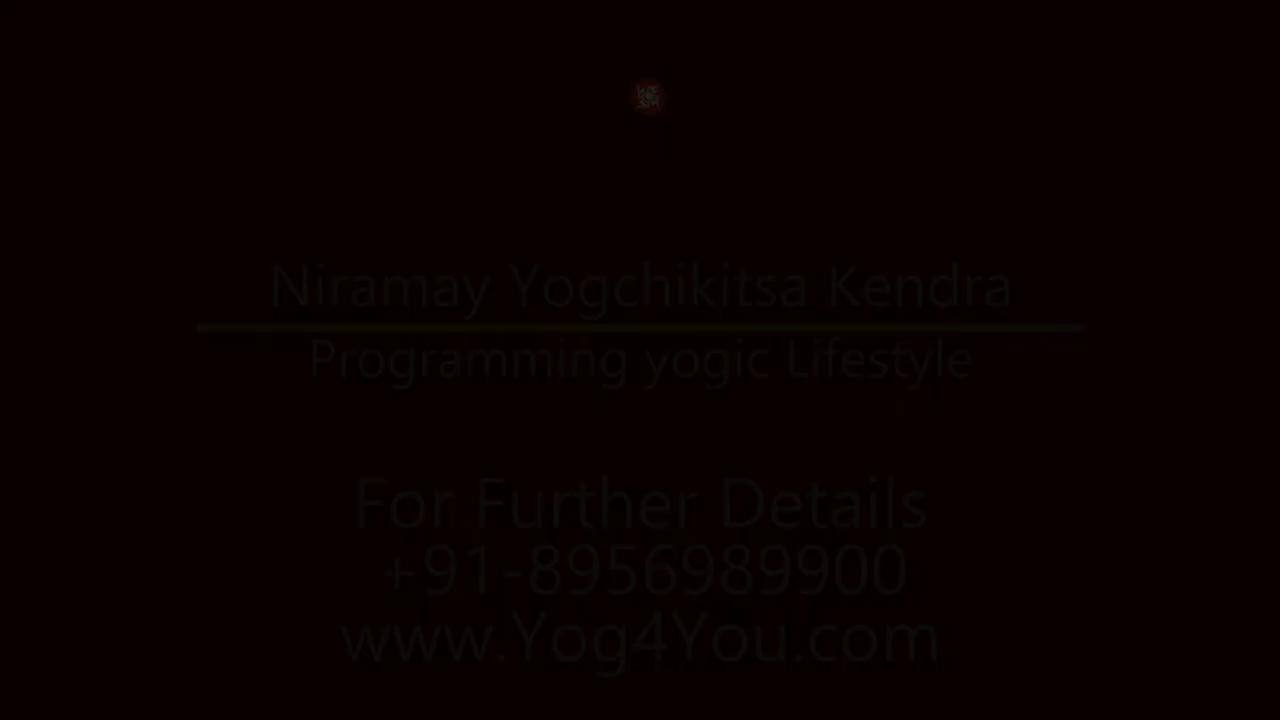 Niramay Yogchikitsa Kendra
Programming yogic Lifestyle
For Further Details
+91-8956989900
www.Yog4You.com